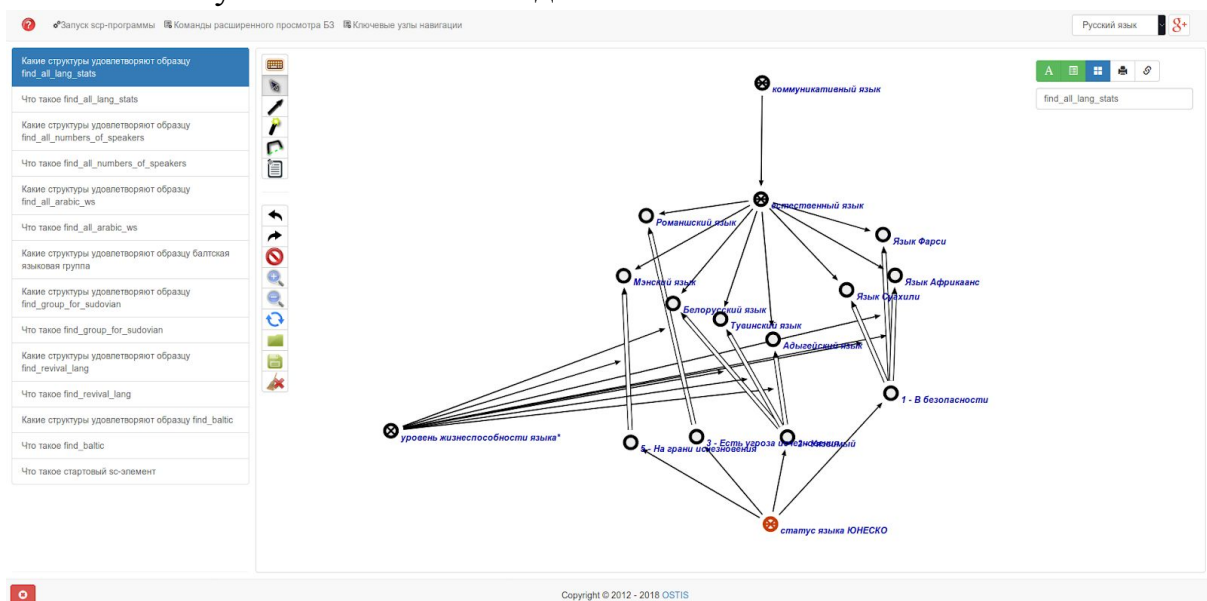 Запуск scp-программы Команды расширенного просмотра БЗ Ключевые узлы навигации
Русский язык
Какие структуры удовлетворяют образцу
find_all_lang_stats
Что такое find_all_lang_stats
Какие структуры удовлетворяют образцу
find_all_numbers_of_speakers
Что такое find_all_numbers_of_speakers
Какие структуры удовлетворяют образцу
find_all_arabic_ws
Что такое find_all_arabic_ws
Какие структуры удовлетворяют образцу балтская
языковая группа
Какие структуры удовлетворяют образцу
find_group_for_sudovian
Что такое find_group_for_sudovian
Какие структуры удовлетворяют образцу
find_revival_lang
Что такое find_revival_lang
Какие структуры удовлетворяют образцу find_baltic
Что такое find_baltic
Что такое стартовый sc-элемент
A
find_all_lang_stats
коммуникативный язык
естественный язык
Романшский язык
Язык Фарси
Мэнский язык
Язык Африкаанс
Язык Суахили
Белорусский язык
Тувинский язык
Адыгейский язык
1 - В безопасности
уровень жизнеспособности языка*
5 - На грани исчезновения
3 - Есть угроза исчезновения
2 - Уязвимый
статус языка ЮНЕСКО
Copyright © 2012 - 2018 OSTIS